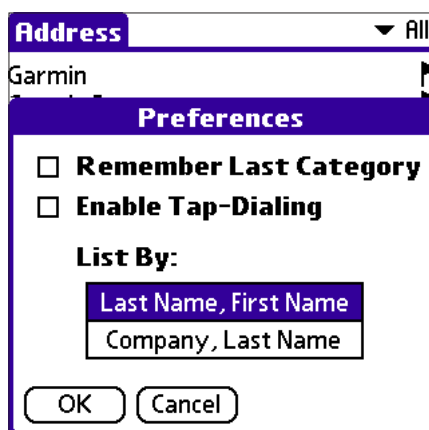 Address
All
Garmin
Preferences
Remember Last Category
Enable Tap-Dialing
List By:
Last Name, First Name
Company, Last Name
OK
Cancel